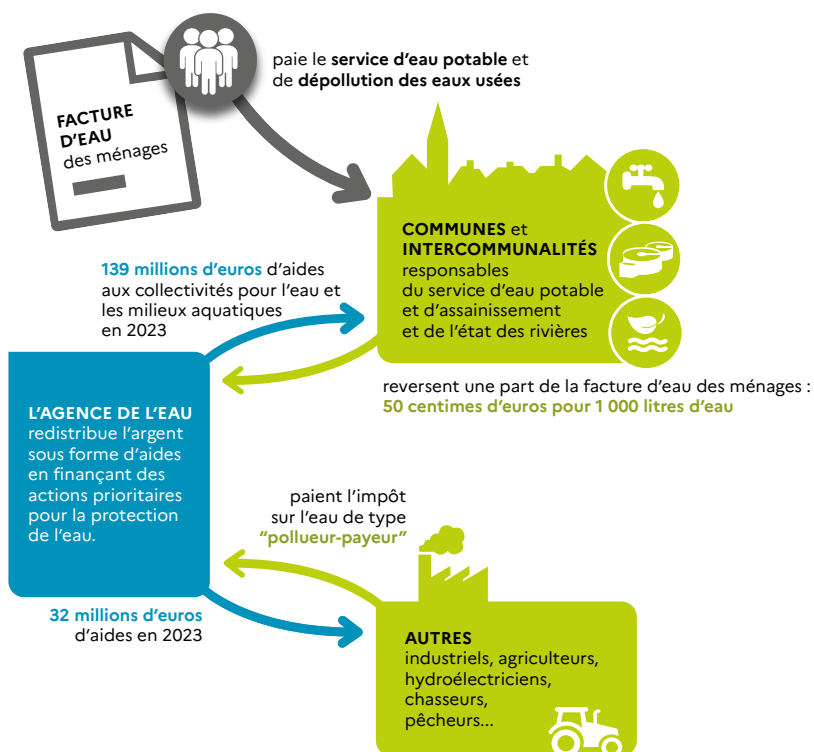 paie le service d'eau potable et
de dépollution des eaux usées
FACTURE
D'EAU
des ménages
COMMUNES et
INTERCOMMUNALITÉS
responsables
du service d'eau potable
et d'assainissement
et de l'état des rivières
139 millions d'euros d'aides
aux collectivités pour l'eau et
les milieux aquatiques
en 2023
reversent une part de la facture d'eau des ménages :
50 centimes d'euros pour 1 000 litres d'eau
L'AGENCE DE L'EAU
redistribue l'argent
sous forme d'aides
en finançant des
actions prioritaires
pour la protection
de l'eau.
paient l'impôt
sur l'eau de type
"pollueur-payeur"
32 millions d'euros
d'aides en 2023
AUTRES
industriels, agriculteurs,
hydroélectriciens,
chasseurs,
pêcheurs...